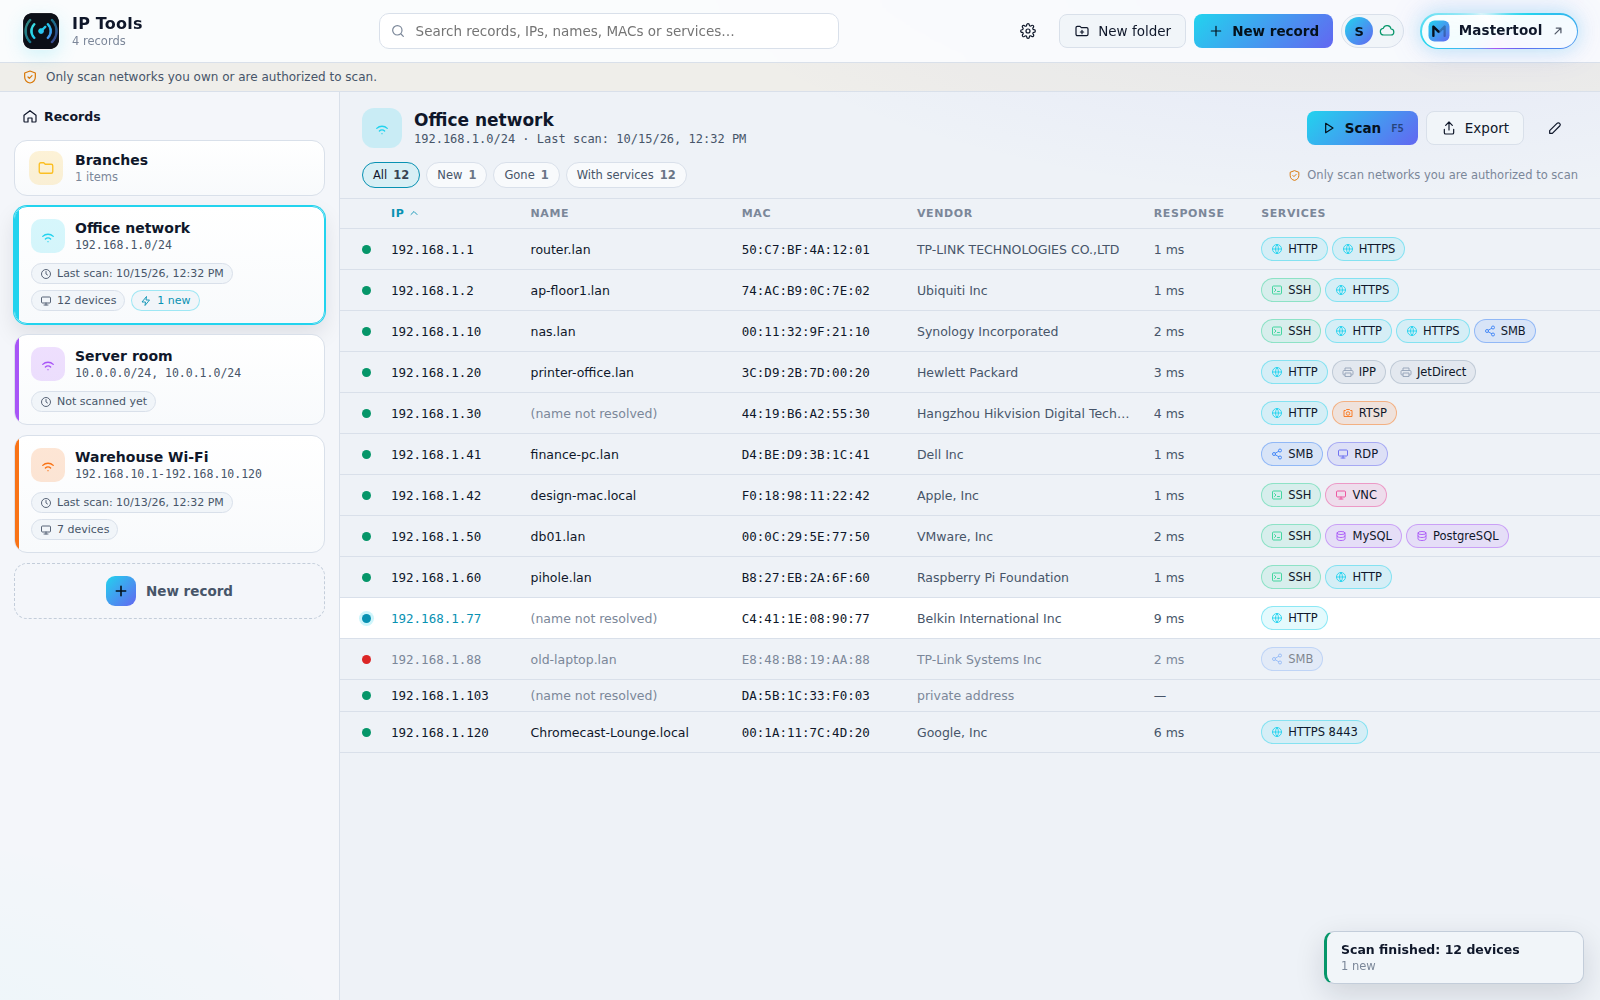 IP Tools
4 records
Search records, IPs, names, MACs or services...
New folder
New record
S
Mastertool
Only scan networks you own or are authorized to scan.
Records
Branches
1 items
Office network
192.168.1.0/24
Last scan: 10/15/26, 12:32 PM
12 devices
1 new
Server room
10.0.0.0/24, 10.0.1.0/24
Not scanned yet
Warehouse Wi-Fi
192.168.10.1-192.168.10.120
Last scan: 10/13/26, 12:32 PM
7 devices
New record
Office network
192.168.1.0/24 · Last scan: 10/15/26, 12:32 PM
Scan F5
Export
All 12
New 1
Gone 1
With services 12
Only scan networks you are authorized to scan
IP NAME MAC VENDOR RESPONSE SERVICES
192.168.1.1 router.lan 50:C7:BF:4A:12:01 TP-LINK TECHNOLOGIES CO.,LTD 1 ms HTTP HTTPS
192.168.1.2 ap-floor1.lan 74:AC:B9:0C:7E:02 Ubiquiti Inc 1 ms SSH HTTPS
192.168.1.10 nas.lan 00:11:32:9F:21:10 Synology Incorporated 2 ms SSH HTTP HTTPS SMB
192.168.1.20 printer-office.lan 3C:D9:2B:7D:00:20 Hewlett Packard 3 ms HTTP IPP JetDirect
192.168.1.30 (name not resolved) 44:19:B6:A2:55:30 Hangzhou Hikvision Digital Tech... 4 ms HTTP RTSP
192.168.1.41 finance-pc.lan D4:BE:D9:3B:1C:41 Dell Inc 1 ms SMB RDP
192.168.1.42 design-mac.local F0:18:98:11:22:42 Apple, Inc 1 ms SSH VNC
192.168.1.50 db01.lan 00:0C:29:5E:77:50 VMware, Inc 2 ms SSH MySQL PostgreSQL
192.168.1.60 pihole.lan B8:27:EB:2A:6F:60 Raspberry Pi Foundation 1 ms SSH HTTP
192.168.1.77 (name not resolved) C4:41:1E:08:90:77 Belkin International Inc 9 ms HTTP
192.168.1.88 old-laptop.lan E8:48:B8:19:AA:88 TP-Link Systems Inc 2 ms SMB
192.168.1.103 (name not resolved) DA:5B:1C:33:F0:03 private address —
192.168.1.120 Chromecast-Lounge.local 00:1A:11:7C:4D:20 Google, Inc 6 ms HTTPS 8443
Scan finished: 12 devices
1 new